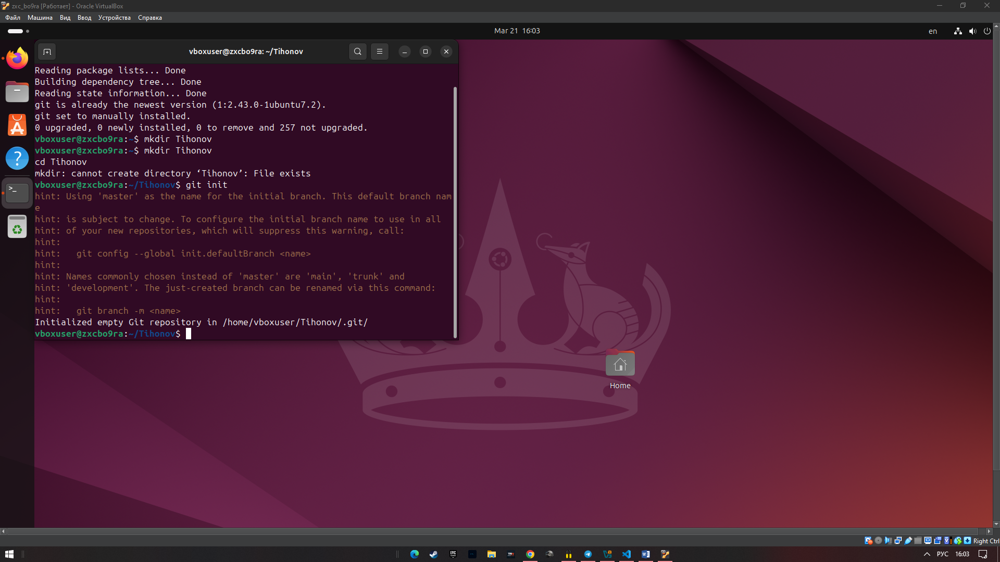 zxc_bo9ra [Работает] - Oracle VirtualBox
Файл Машина Вид Ввод Устройства Справка
Mar 21 16:03
en
vboxuser@zxcbo9ra: ~/Tihonov
Reading package lists... Done
Building dependency tree... Done
Reading state information... Done
git is already the newest version (1:2.43.0-1ubuntu7.2).
git set to manually installed.
0 upgraded, 0 newly installed, 0 to remove and 257 not upgraded.
vboxuser@zxcbo9ra:~$ mkdir Tihonov
vboxuser@zxcbo9ra:~$ mkdir Tihonov
cd Tihonov
mkdir: cannot create directory ‘Tihonov’: File exists
vboxuser@zxcbo9ra:~/Tihonov$ git init
hint: Using 'master' as the name for the initial branch. This default branch nam
e
hint: is subject to change. To configure the initial branch name to use in all
hint: of your new repositories, which will suppress this warning, call:
hint:
hint:   git config --global init.defaultBranch <name>
hint:
hint: Names commonly chosen instead of 'master' are 'main', 'trunk' and
hint: 'development'. The just-created branch can be renamed via this command:
hint:
hint:   git branch -m <name>
Initialized empty Git repository in /home/vboxuser/Tihonov/.git/
vboxuser@zxcbo9ra:~/Tihonov$
Home
Right Ctrl
EPIC
РУС 16:03